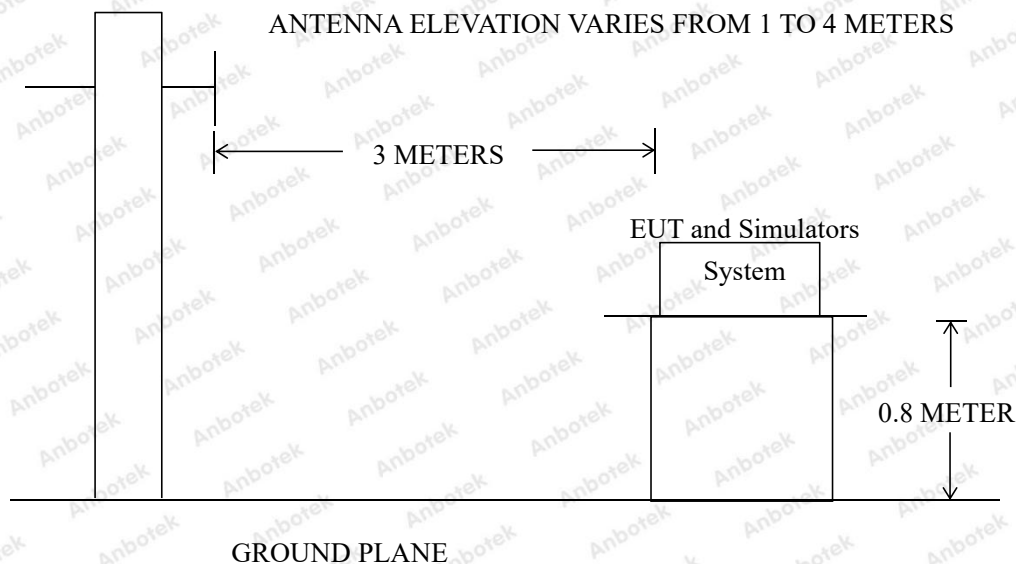 ANTENNA ELEVATION VARIES FROM 1 TO 4 METERS
3 METERS
EUT and Simulators
System
0.8 METER
GROUND PLANE
Anbotek